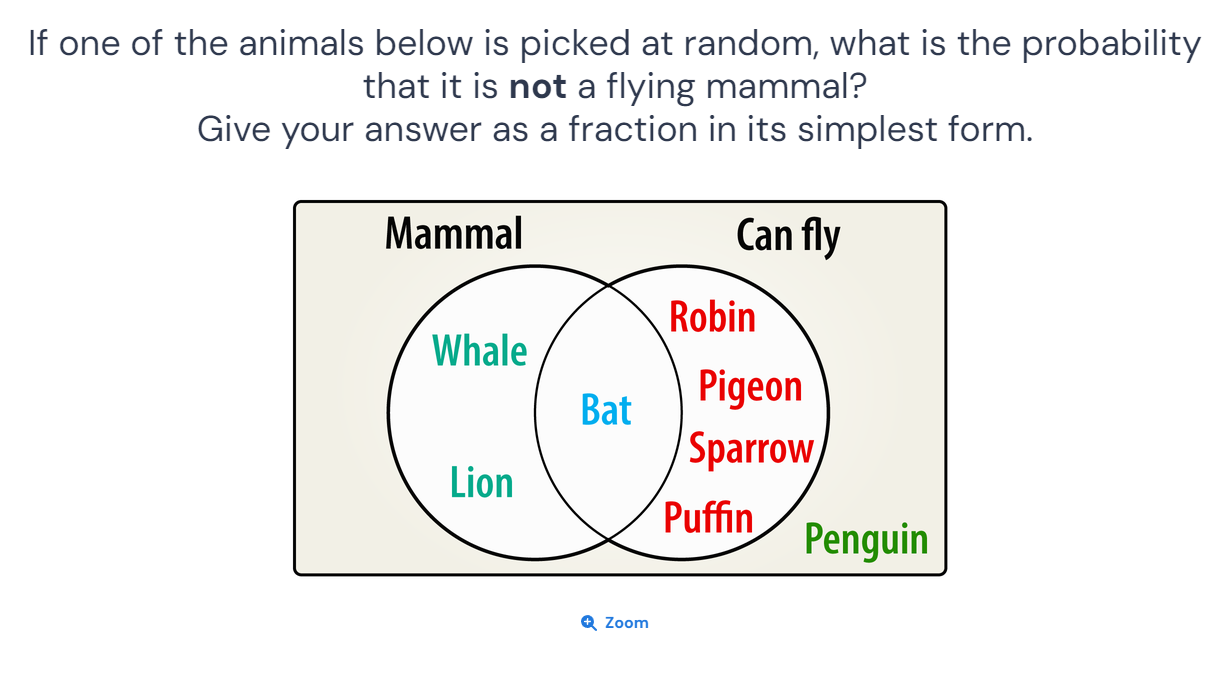 If one of the animals below is picked at random, what is the probability
that it is not a flying mammal?
Give your answer as a fraction in its simplest form.
Mammal
Can fly
Whale
Lion
Bat
Robin
Pigeon
Sparrow
Puffin
Penguin
Zoom